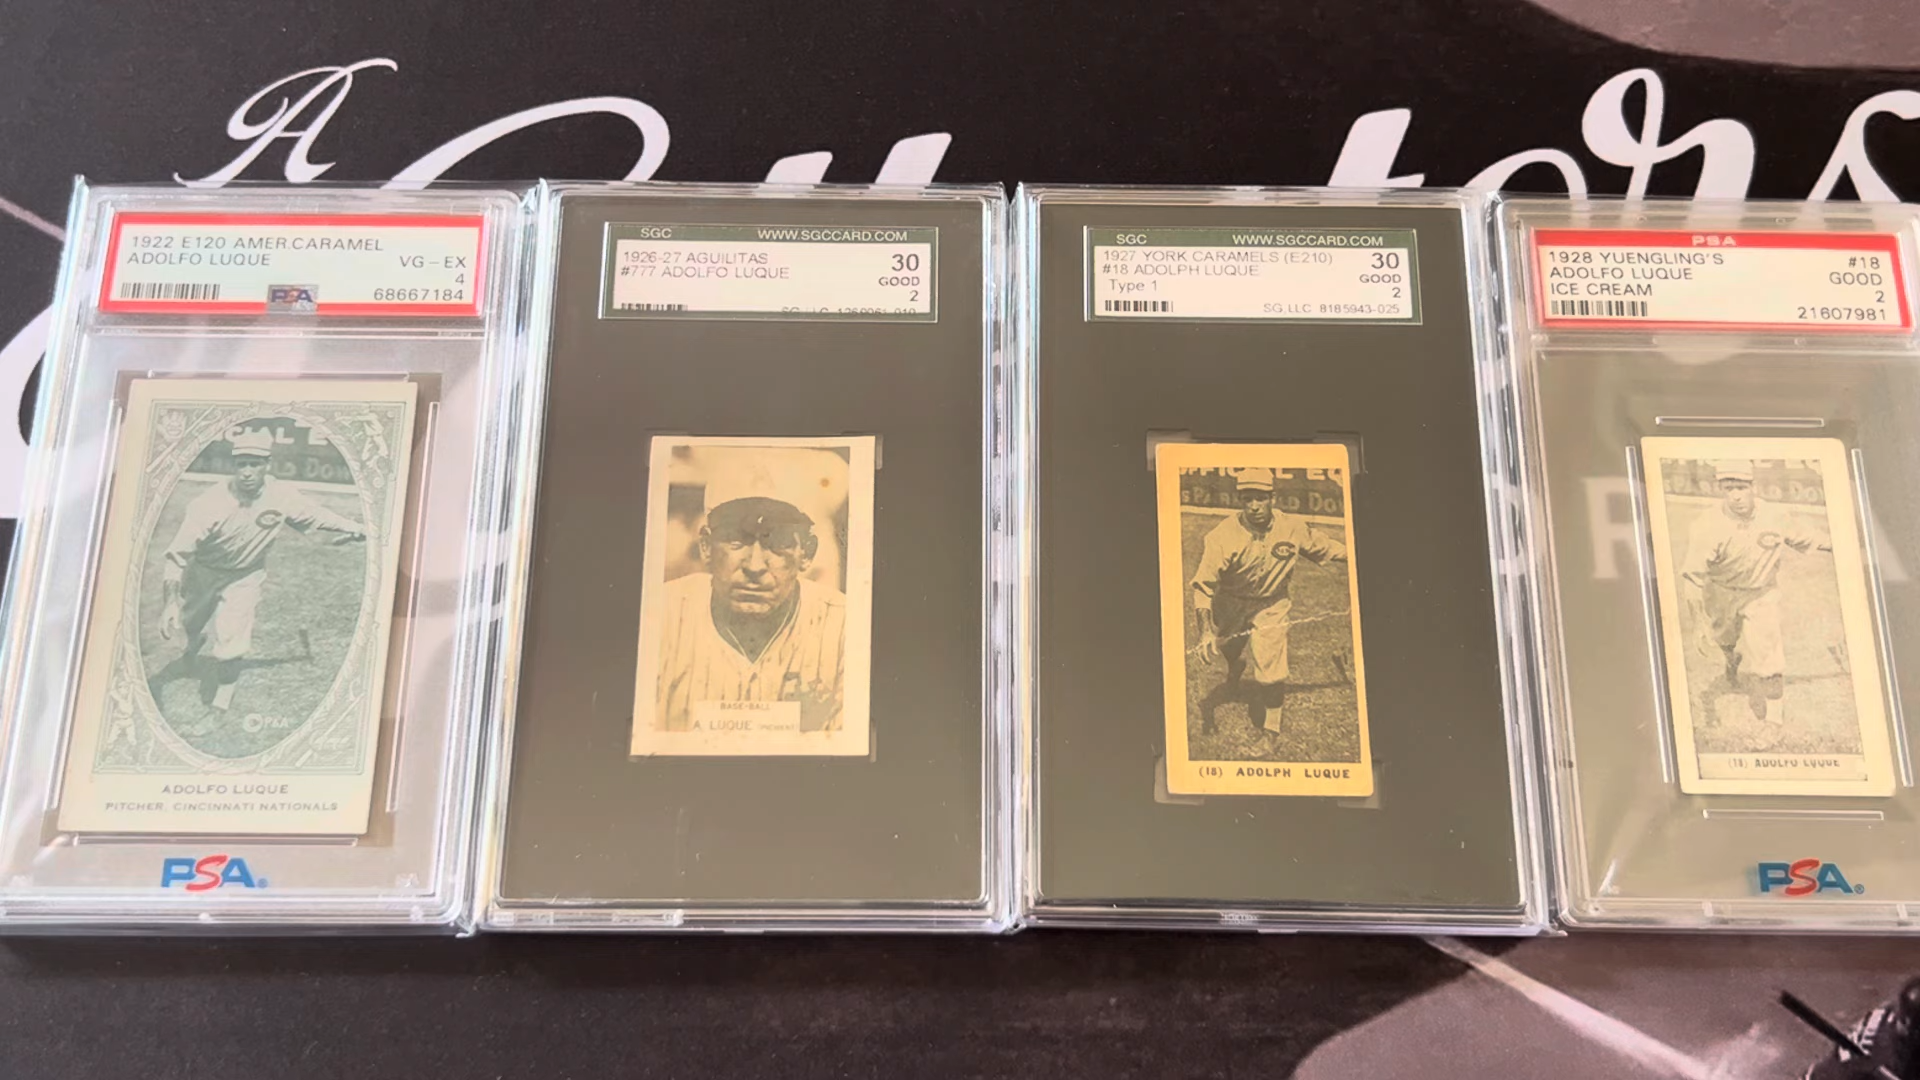 A
1922 E120 AMER.CARAMEL
ADOLFO LUQUE
VG-EX
4
PSA
68667184
ADOLFO LUQUE
PITCHER, CINCINNATI NATIONALS
PSA
SGC WWW.SGCCARD.COM
1926-27 AGUILITAS
#777 ADOLFO LUQUE
30
GOOD
2
BASE-BALL
A. LUQUE
SGC WWW.SGCCARD.COM
1927 YORK CARAMELS (E210)
#18 ADOLPH LUQUE
Type 1
30
GOOD
2
SG,LLC 8185943-025
(18) ADOLPH LUQUE
PSA
1928 YUENGLING'S
ADOLFO LUQUE
ICE CREAM
#18
GOOD
2
21607981
(18) ADOLFO LUQUE
PSA